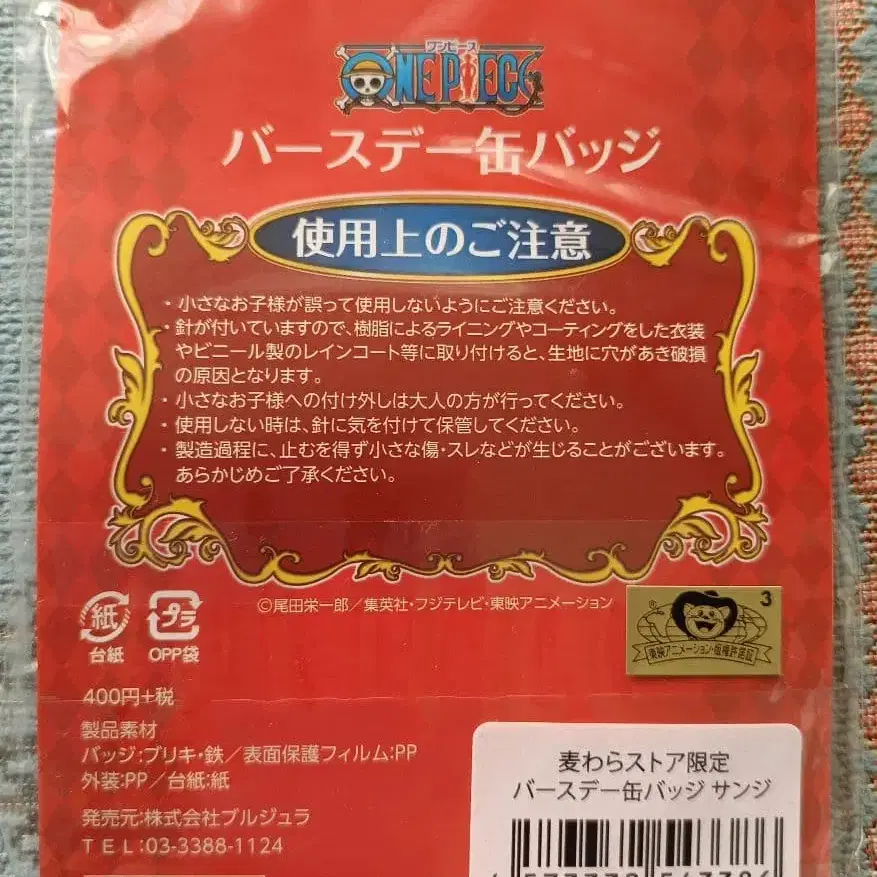 ワンピース
ONE PIECE
バースデー缶バッジ
使用上のご注意
・小さなお子様が誤って使用しないようにご注意ください。
・針が付いていますので、樹脂によるライニングやコーティングをした衣装
やビニール製のレインコート等に取り付けると、生地に穴があき破損
の原因となります。
・小さなお子様への付け外しは大人の方が行ってください。
・使用しない時は、針に気を付けて保管してください。
・製造過程に、止むを得ず小さな傷・スレなどが生じることがございます。
あらかじめご了承ください。
©尾田栄一郎／集英社・フジテレビ・東映アニメーション
3
東映アニメーション・版権許諾証
紙
プラ
台紙
OPP袋
400円+税
製品素材
バッジ:ブリキ・鉄／表面保護フィルム:PP
外装:PP／台紙:紙
発売元:株式会社ブルジュラ
TEL:03-3388-1124
麦わらストア限定
バースデー缶バッジ サンジ